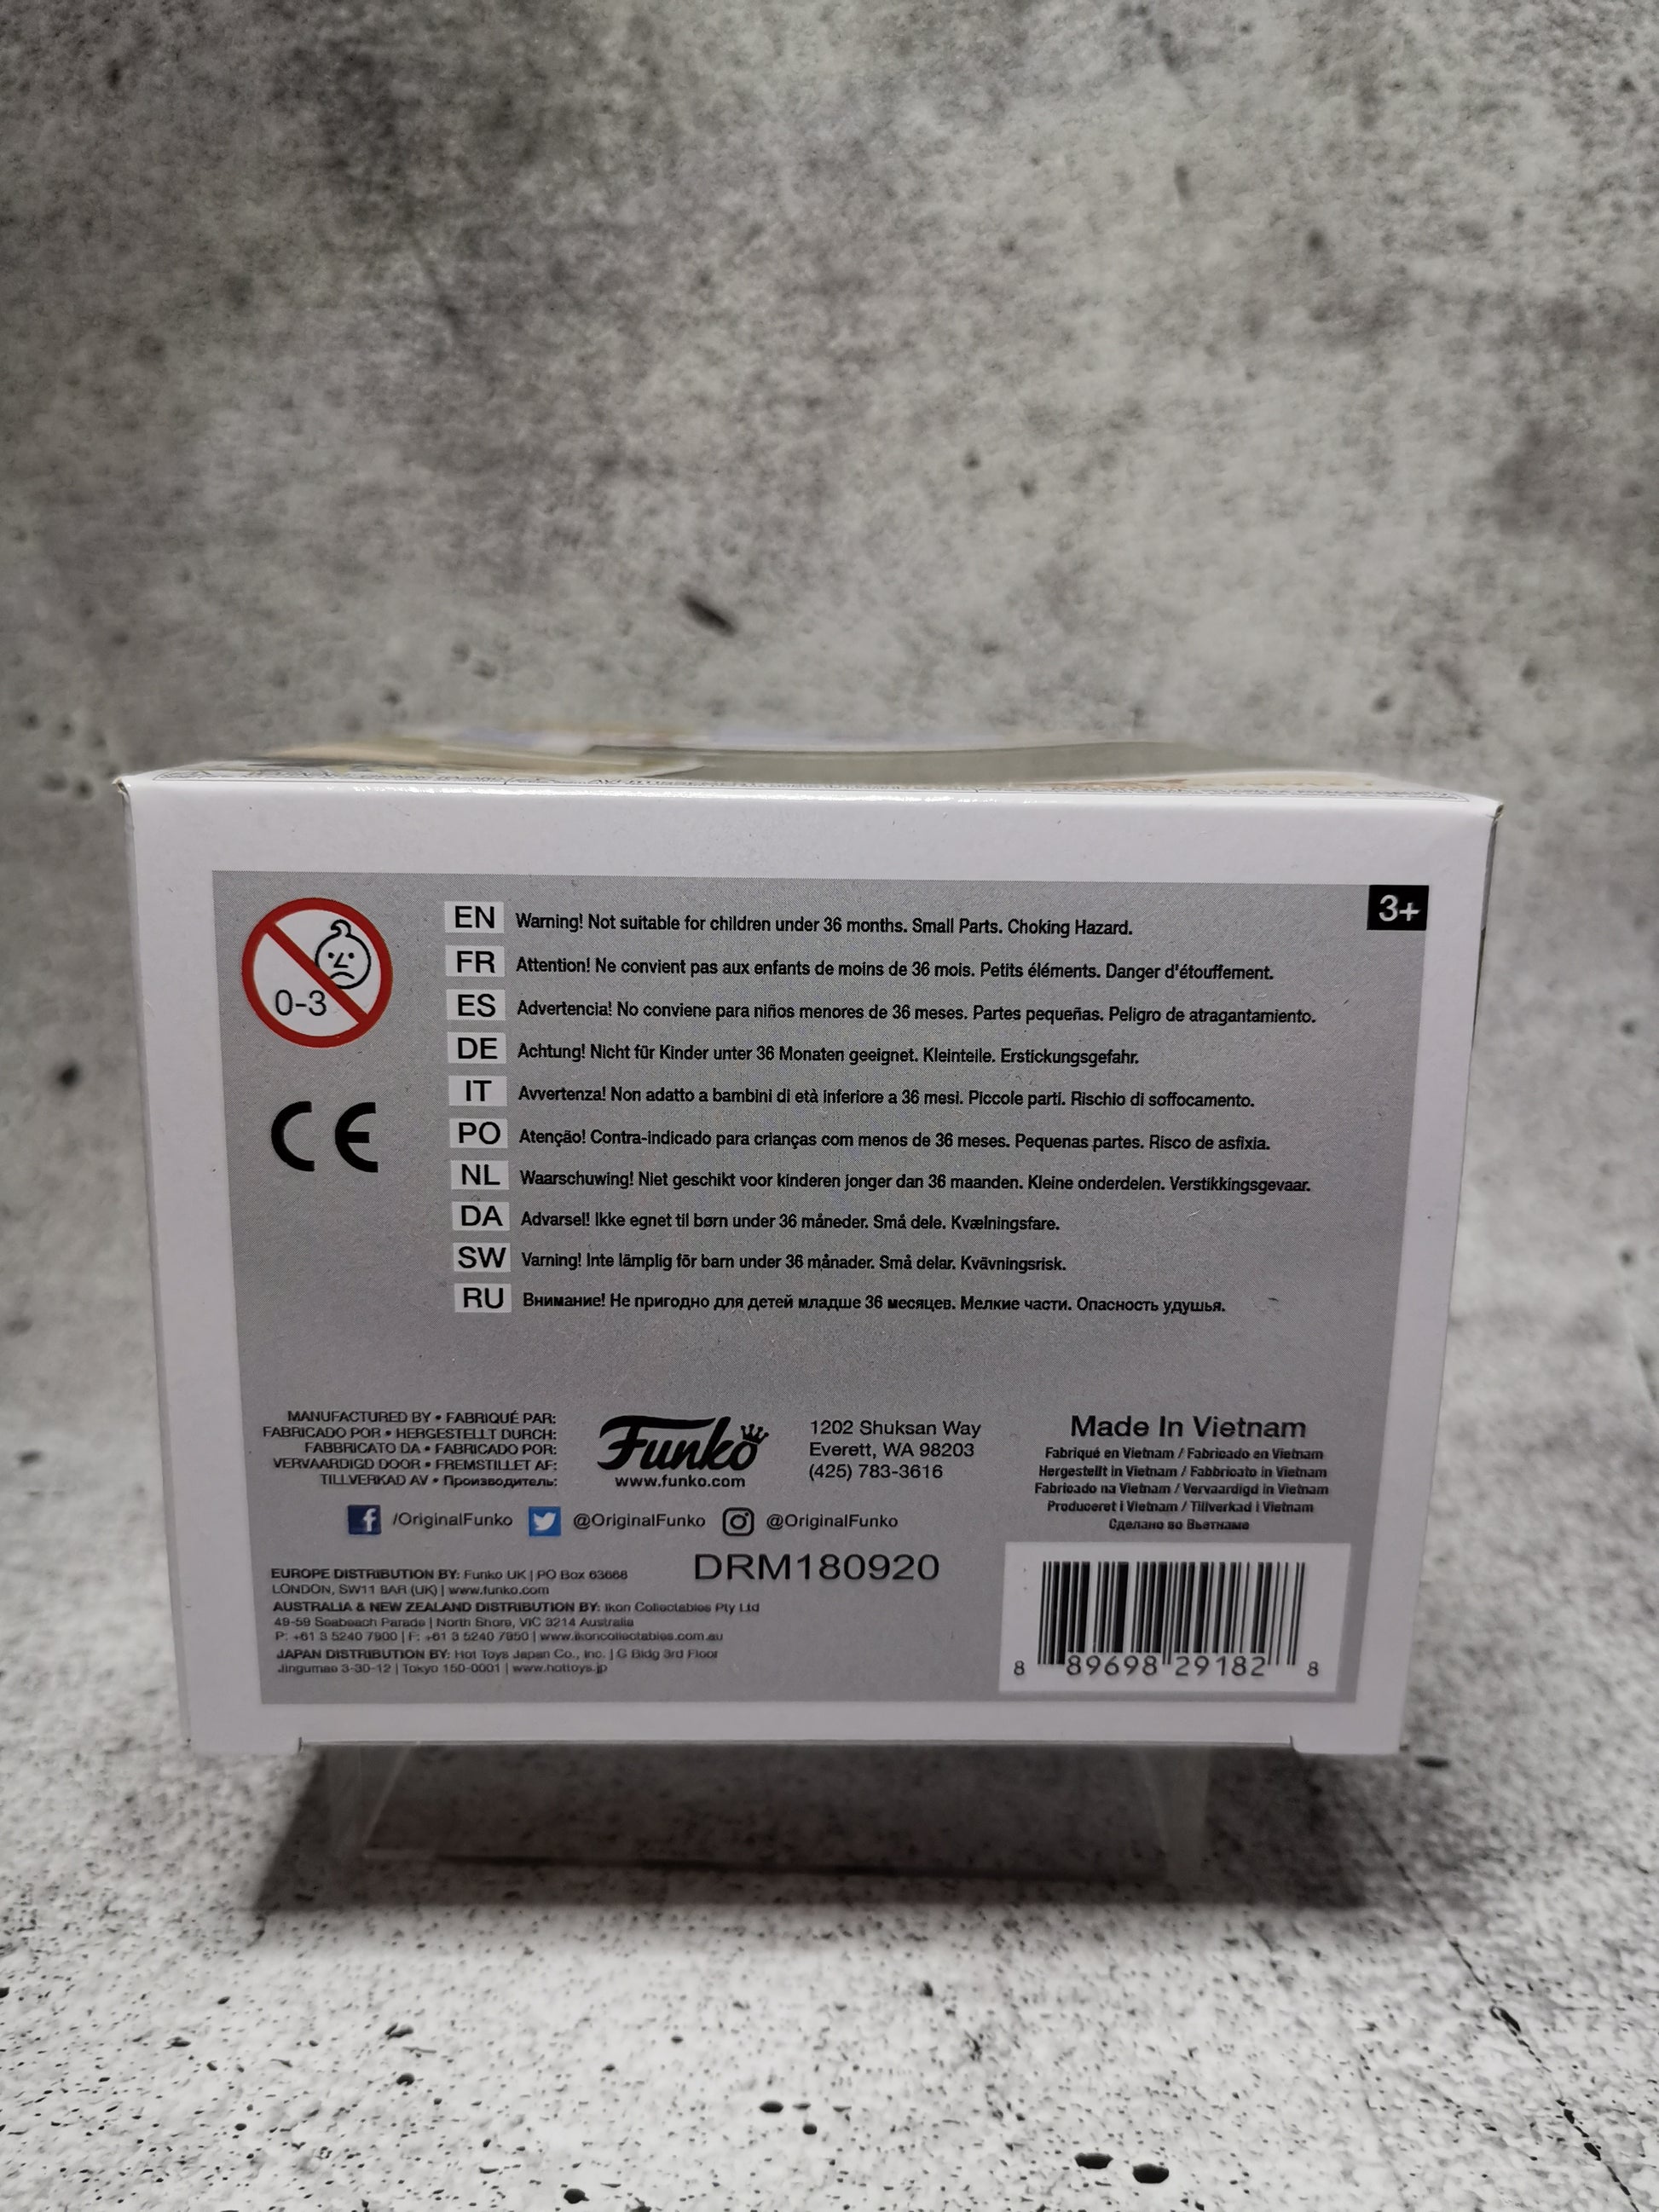 3+
0-3
EN Warning! Not suitable for children under 36 months. Small Parts. Choking Hazard.
FR Attention! Ne convient pas aux enfants de moins de 36 mois. Petits éléments. Danger d'étouffement.
ES Advertencia! No conviene para niños menores de 36 meses. Partes pequeñas. Peligro de atragantamiento.
DE Achtung! Nicht für Kinder unter 36 Monaten geeignet. Kleinteile. Erstickungsgefahr.
IT Avvertenza! Non adatto a bambini di età inferiore a 36 mesi. Piccole parti. Rischio di soffocamento.
PO Atenção! Contra-indicado para crianças com menos de 36 meses. Pequenas partes. Risco de asfixia.
NL Waarschuwing! Niet geschikt voor kinderen jonger dan 36 maanden. Kleine onderdelen. Verstikkingsgevaar.
DA Advarsel! Ikke egnet til børn under 36 måneder. Små dele. Kvælningsfare.
SW Varning! Inte lämplig för barn under 36 månader. Små delar. Kvävningsrisk.
RU Внимание! Не пригодно для детей младше 36 месяцев. Мелкие части. Опасность удушья.
CE
MANUFACTURED BY • FABRIQUÉ PAR:
FABRICADO POR • HERGESTELLT DURCH:
FABBRICATO DA • FABRICADO POR:
VERVAARDIGD DOOR • FREMSTILLET AF:
TILLVERKAD AV • Производитель:
Funko
www.funko.com
1202 Shuksan Way
Everett, WA 98203
(425) 783-3616
Made In Vietnam
Fabriqué en Vietnam / Fabricado en Vietnam
Hergestellt in Vietnam / Fabbricato in Vietnam
Fabricado na Vietnam / Vervaardigd in Vietnam
Produceret i Vietnam / Tillverkad i Vietnam
Сделано во Вьетнаме
/OriginalFunko @OriginalFunko @OriginalFunko
DRM180920
EUROPE DISTRIBUTION BY: Funko UK | PO Box 63668
LONDON, SW11 9AR (UK) | www.funko.com
AUSTRALIA & NEW ZEALAND DISTRIBUTION BY: Ikon Collectables Pty Ltd
49-59 Seabeach Parade | North Shore, VIC 3214 Australia
P: +61 3 5240 7900 | F: +61 3 5240 7950 | www.ikoncollectables.com.au
JAPAN DISTRIBUTION BY: Hot Toys Japan Co., Inc. | G Bldg 3rd Floor
Jingumae 3-30-12 | Tokyo 150-0001 | www.hottoys.jp
8 89698 29182 8